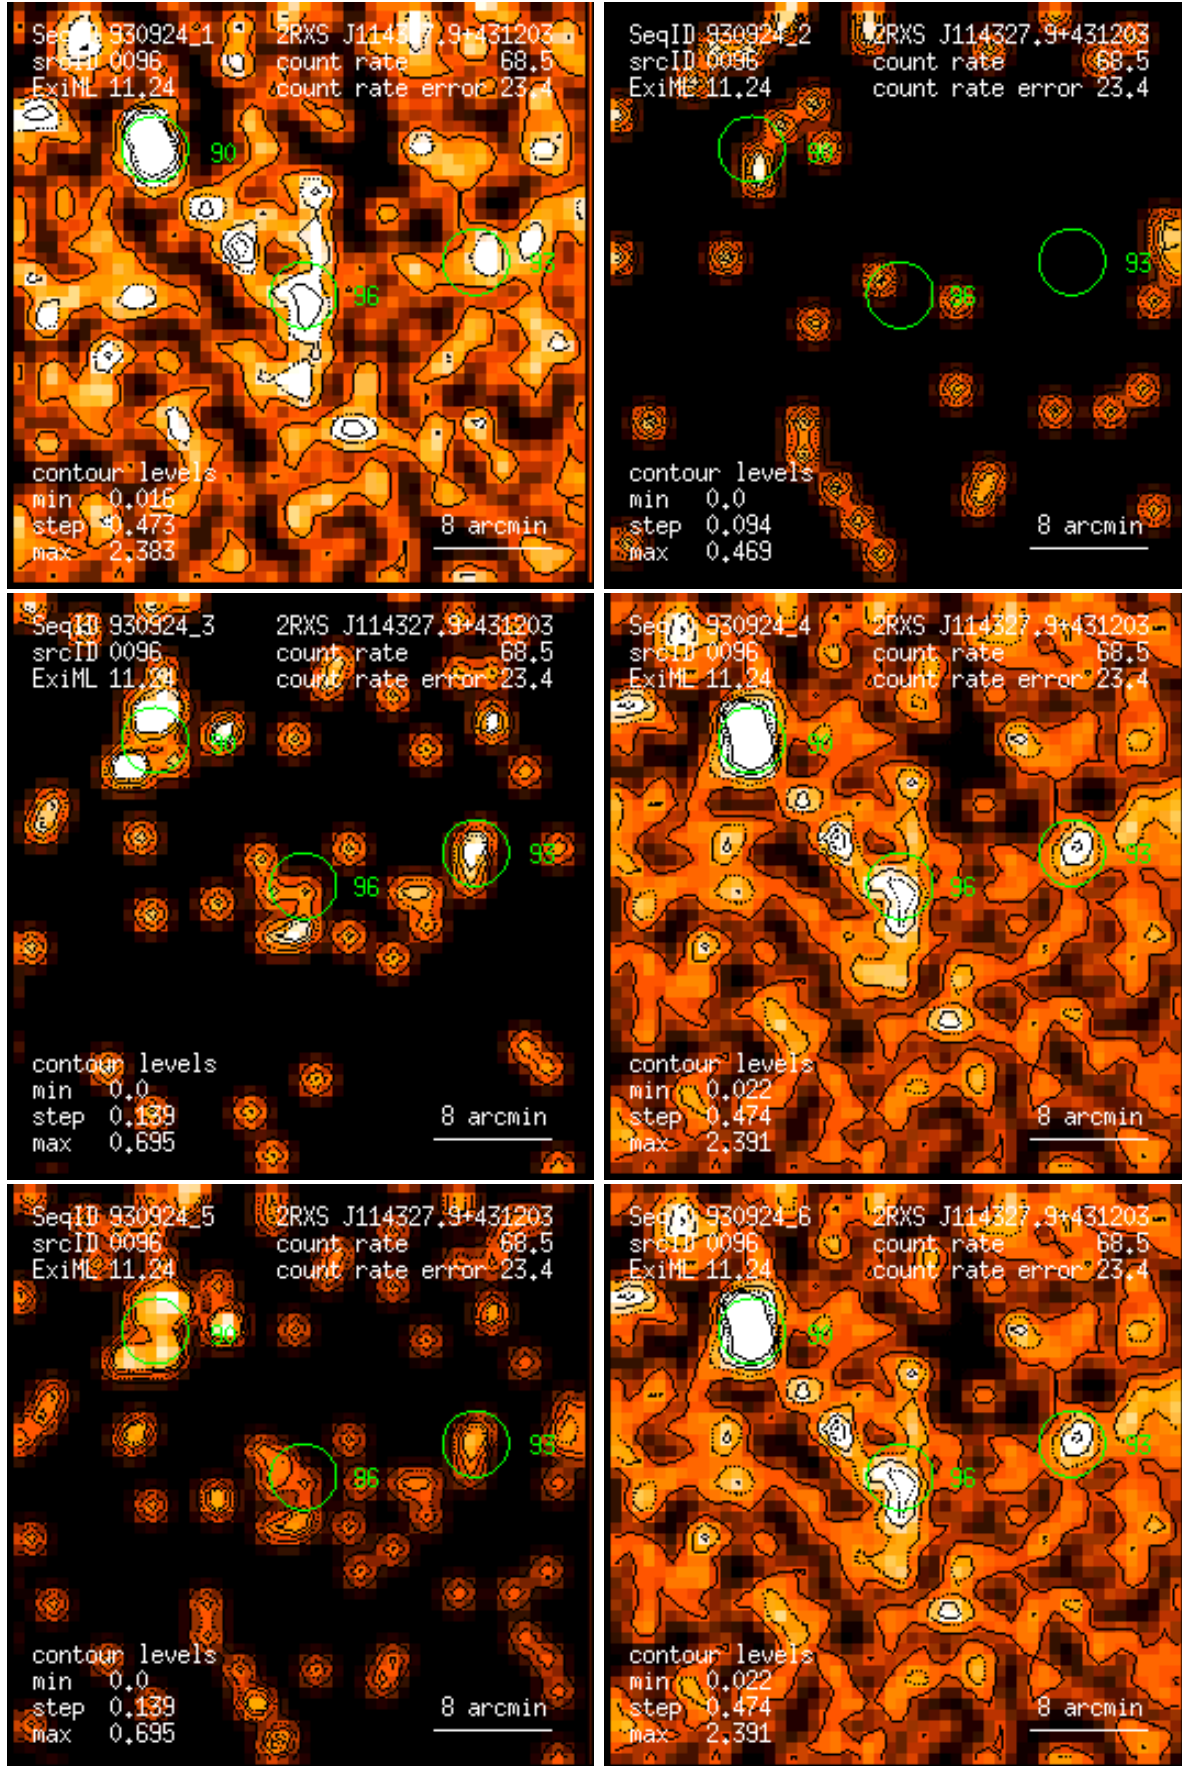 SeqID 930924_1 2RXS J114327.9+431203
srcID 0096 count rate 68.5
ExiML 11.24 count rate error 23.4
90
93
96
contour levels
min 0.016
step 0.473
max 2.383
8 arcmin
SeqID 930924_2 2RXS J114327.9+431203
srcID 0096 count rate 68.5
ExiML 11.24 count rate error 23.4
90
93
96
contour levels
min 0.0
step 0.094
max 0.469
8 arcmin
SeqID 930924_3 2RXS J114327.9+431203
srcID 0096 count rate 68.5
ExiML 11.24 count rate error 23.4
90
93
96
contour levels
min 0.0
step 0.139
max 0.695
8 arcmin
SeqID 930924_4 2RXS J114327.9+431203
srcID 0096 count rate 68.5
ExiML 11.24 count rate error 23.4
90
93
96
contour levels
min 0.022
step 0.474
max 2.391
8 arcmin
SeqID 930924_5 2RXS J114327.9+431203
srcID 0096 count rate 68.5
ExiML 11.24 count rate error 23.4
90
93
96
contour levels
min 0.0
step 0.139
max 0.695
8 arcmin
SeqID 930924_6 2RXS J114327.9+431203
srcID 0096 count rate 68.5
ExiML 11.24 count rate error 23.4
90
93
96
contour levels
min 0.022
step 0.474
max 2.391
8 arcmin